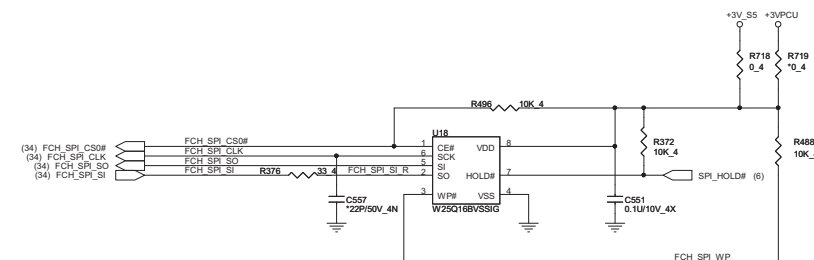 +3V_S5 +3VPCU
R718
0_4
R719
*0_4
R496 10K_4
U18
(34) FCH_SPI_CS0# FCH_SPI_CS0# 1 CE# VDD 8
(34) FCH_SPI_CLK FCH_SPI_CLK 6 SCK
(34) FCH_SPI_SO FCH_SPI_SO 5 SI
(34) FCH_SPI_SI FCH_SPI_SI R376 33_4 FCH_SPI_SI_R 2 SO HOLD# 7 SPI_HOLD# (6)
3 WP# VSS 4
W25Q16BVSSIG
R372
10K_4
R488
10K_
C557
*22P/50V_4N
C551
0.1U/10V_4X
FCH_SPI_WP